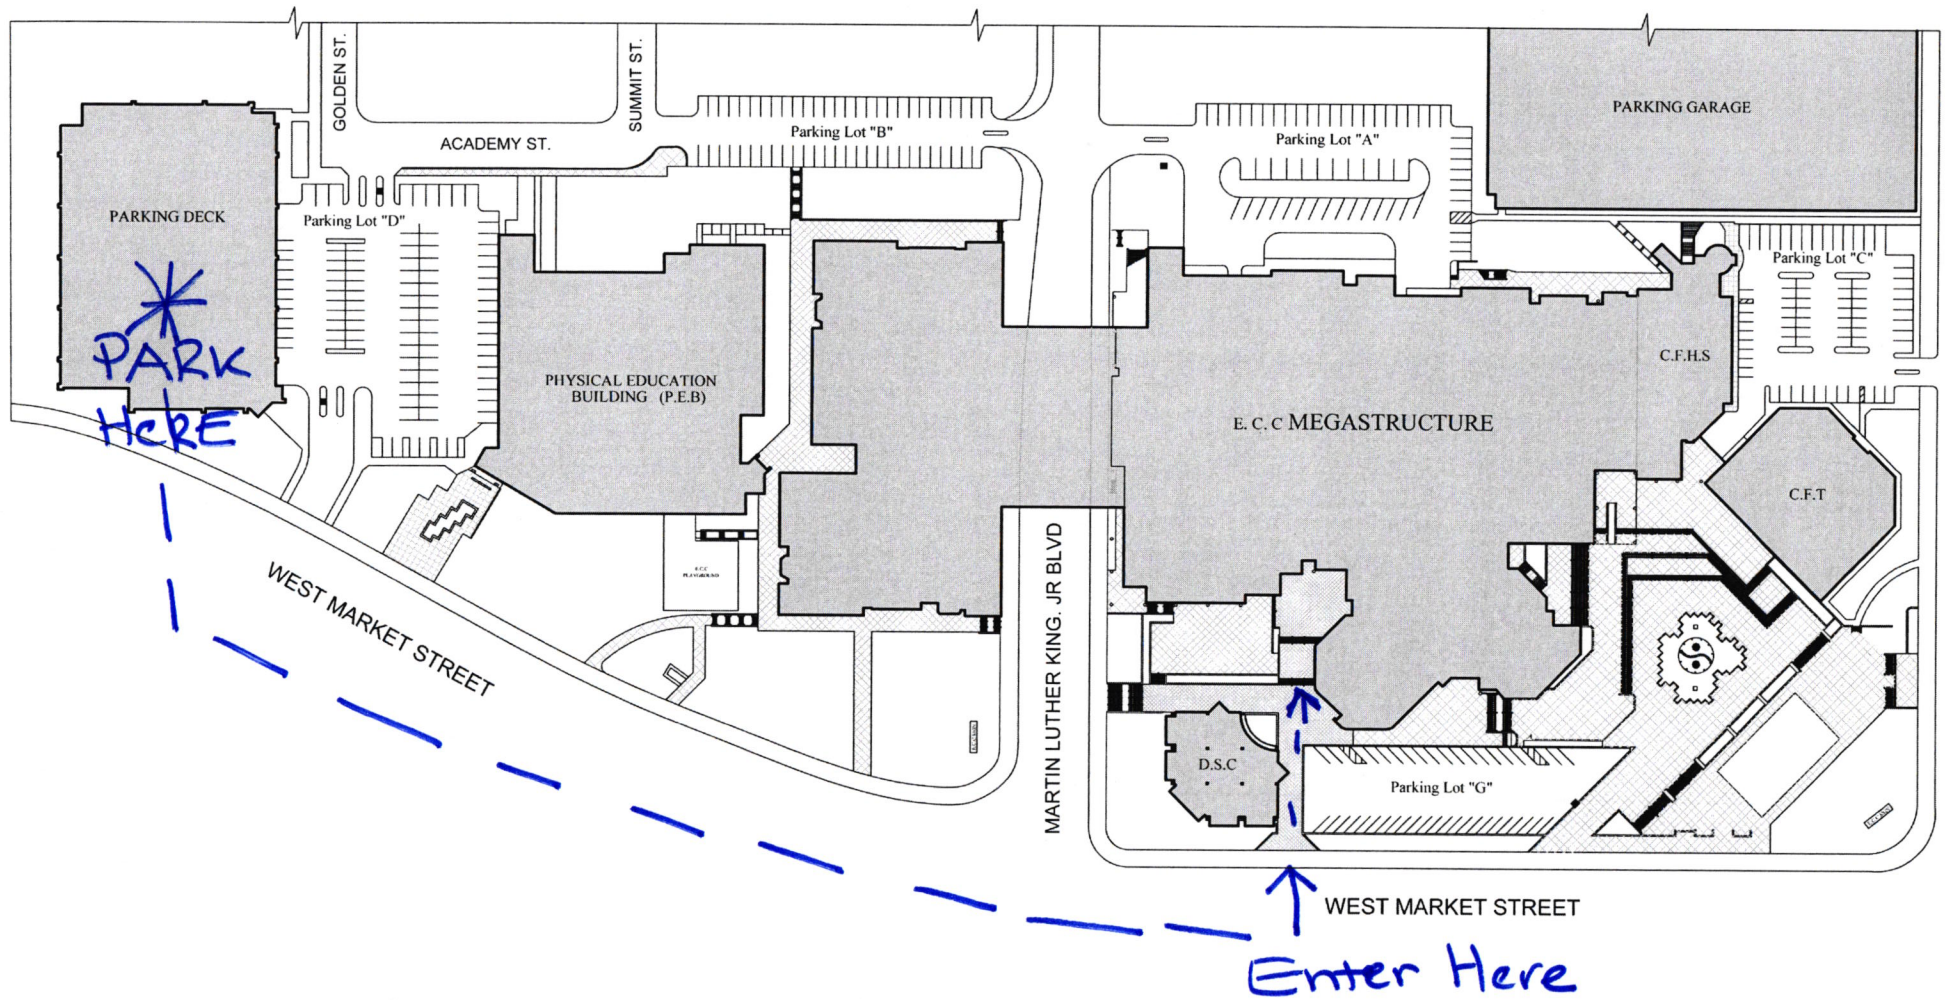 GOLDEN ST.
SUMMIT ST.
ACADEMY ST.
Parking Lot "B"
Parking Lot "A"
PARKING GARAGE
PARKING DECK
Parking Lot "D"
Parking Lot "C"
PARK
HeRE
PHYSICAL EDUCATION
BUILDING (P.E.B)
E. C. C MEGASTRUCTURE
C.F.H.S
C.F.T
E.C.C
PLAYGROUND
WEST MARKET STREET
MARTIN LUTHER KING. JR BLVD
D.S.C
Parking Lot "G"
WEST MARKET STREET
Enter Here